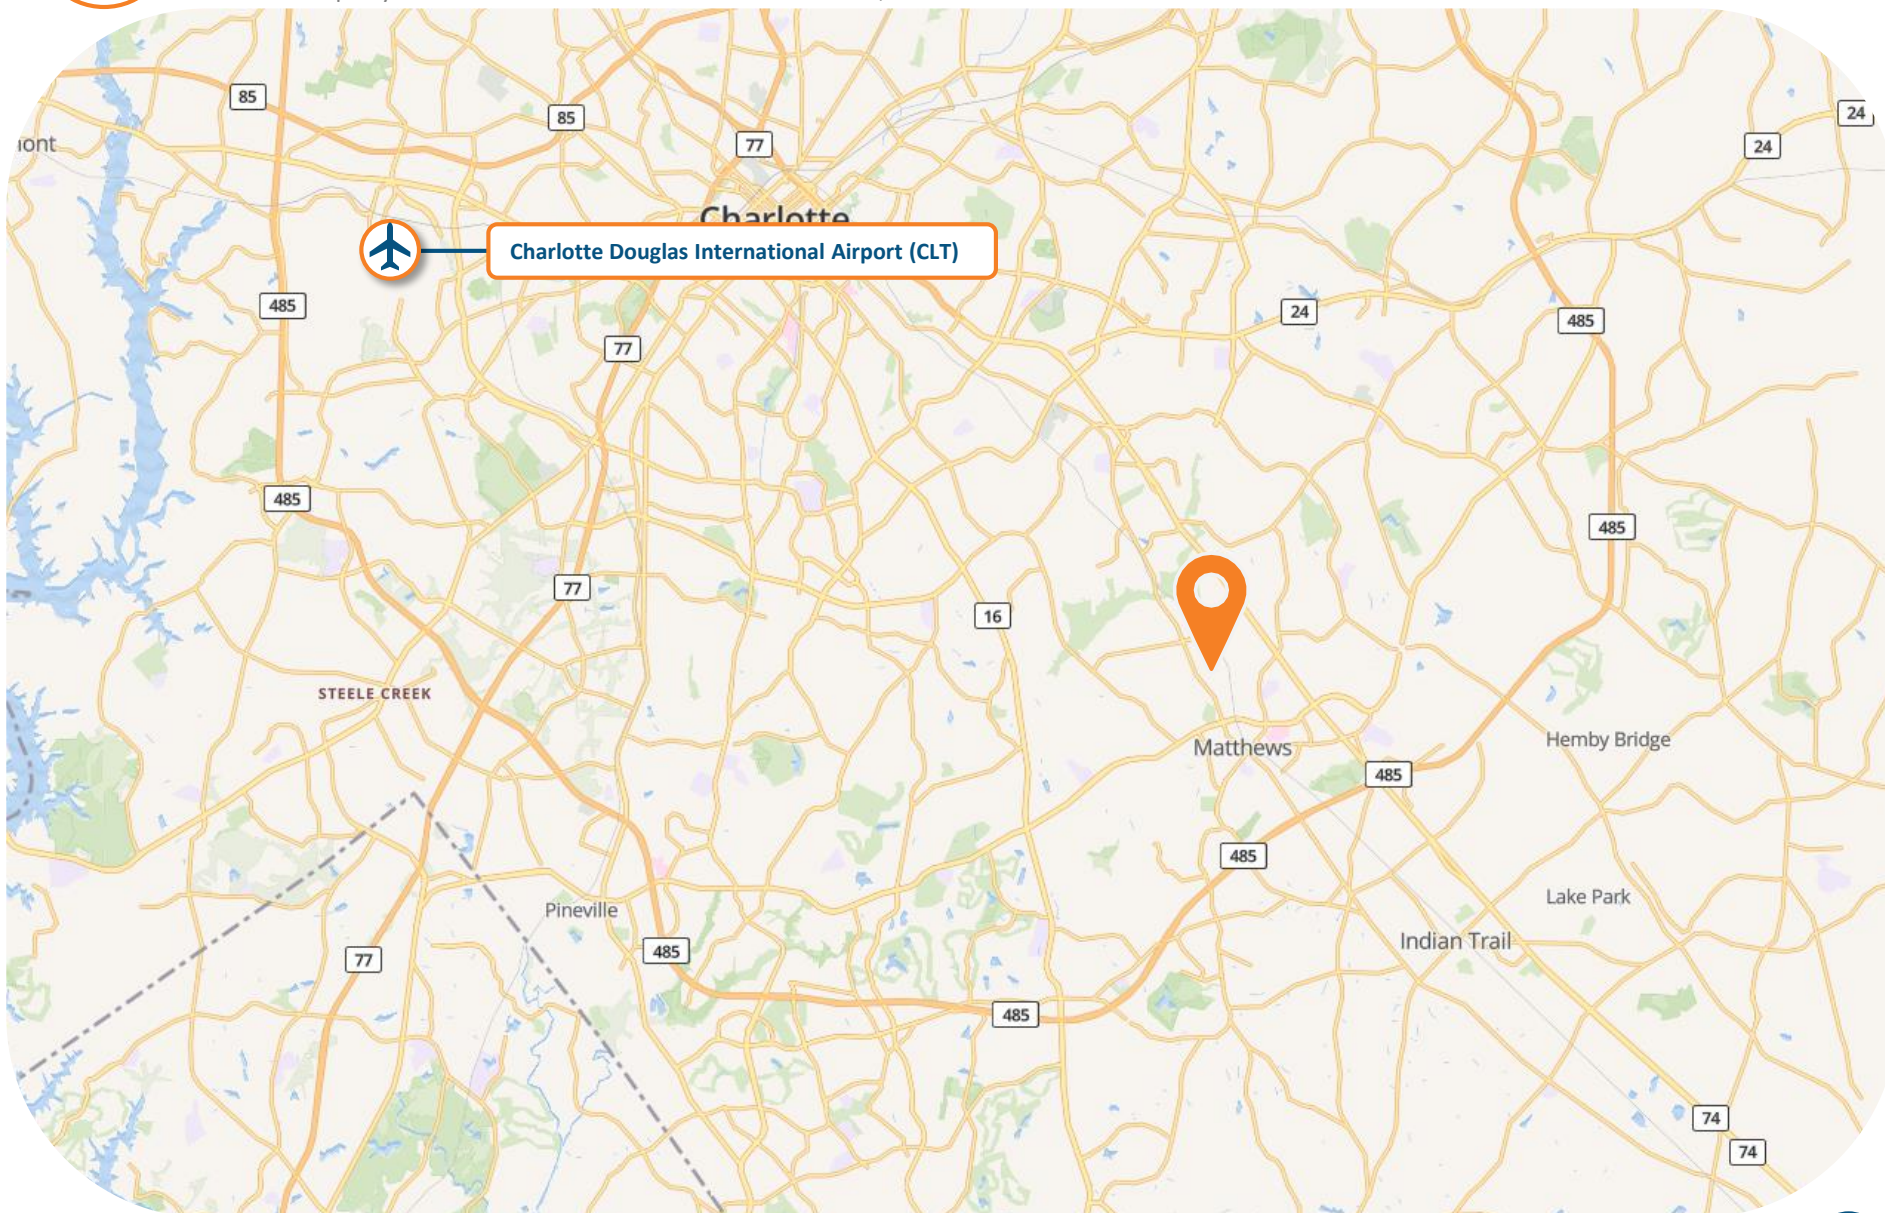 85
85
77
24
24
iont
Charlotte
Charlotte Douglas International Airport (CLT)
485
24
485
77
485
485
77
16
STEELE CREEK
Matthews
Hemby Bridge
485
485
Lake Park
Pineville
Indian Trail
485
77
485
74
74